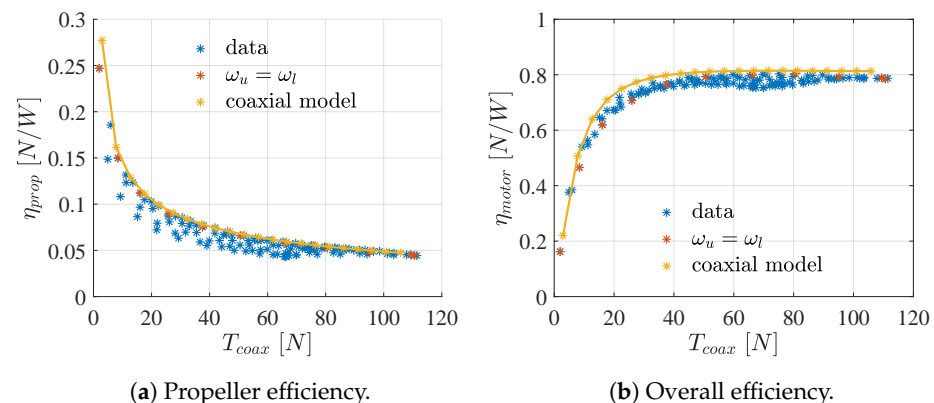 0.3
0.25
0.2
0.15
0.1
0.05
0
η_prop [N/W]
data
ω_u = ω_l
coaxial model
0 20 40 60 80 100 120
T_coax [N]
(a) Propeller efficiency.
1
0.8
0.6
0.4
0.2
0
η_motor [N/W]
data
ω_u = ω_l
coaxial model
0 20 40 60 80 100 120
T_coax [N]
(b) Overall efficiency.